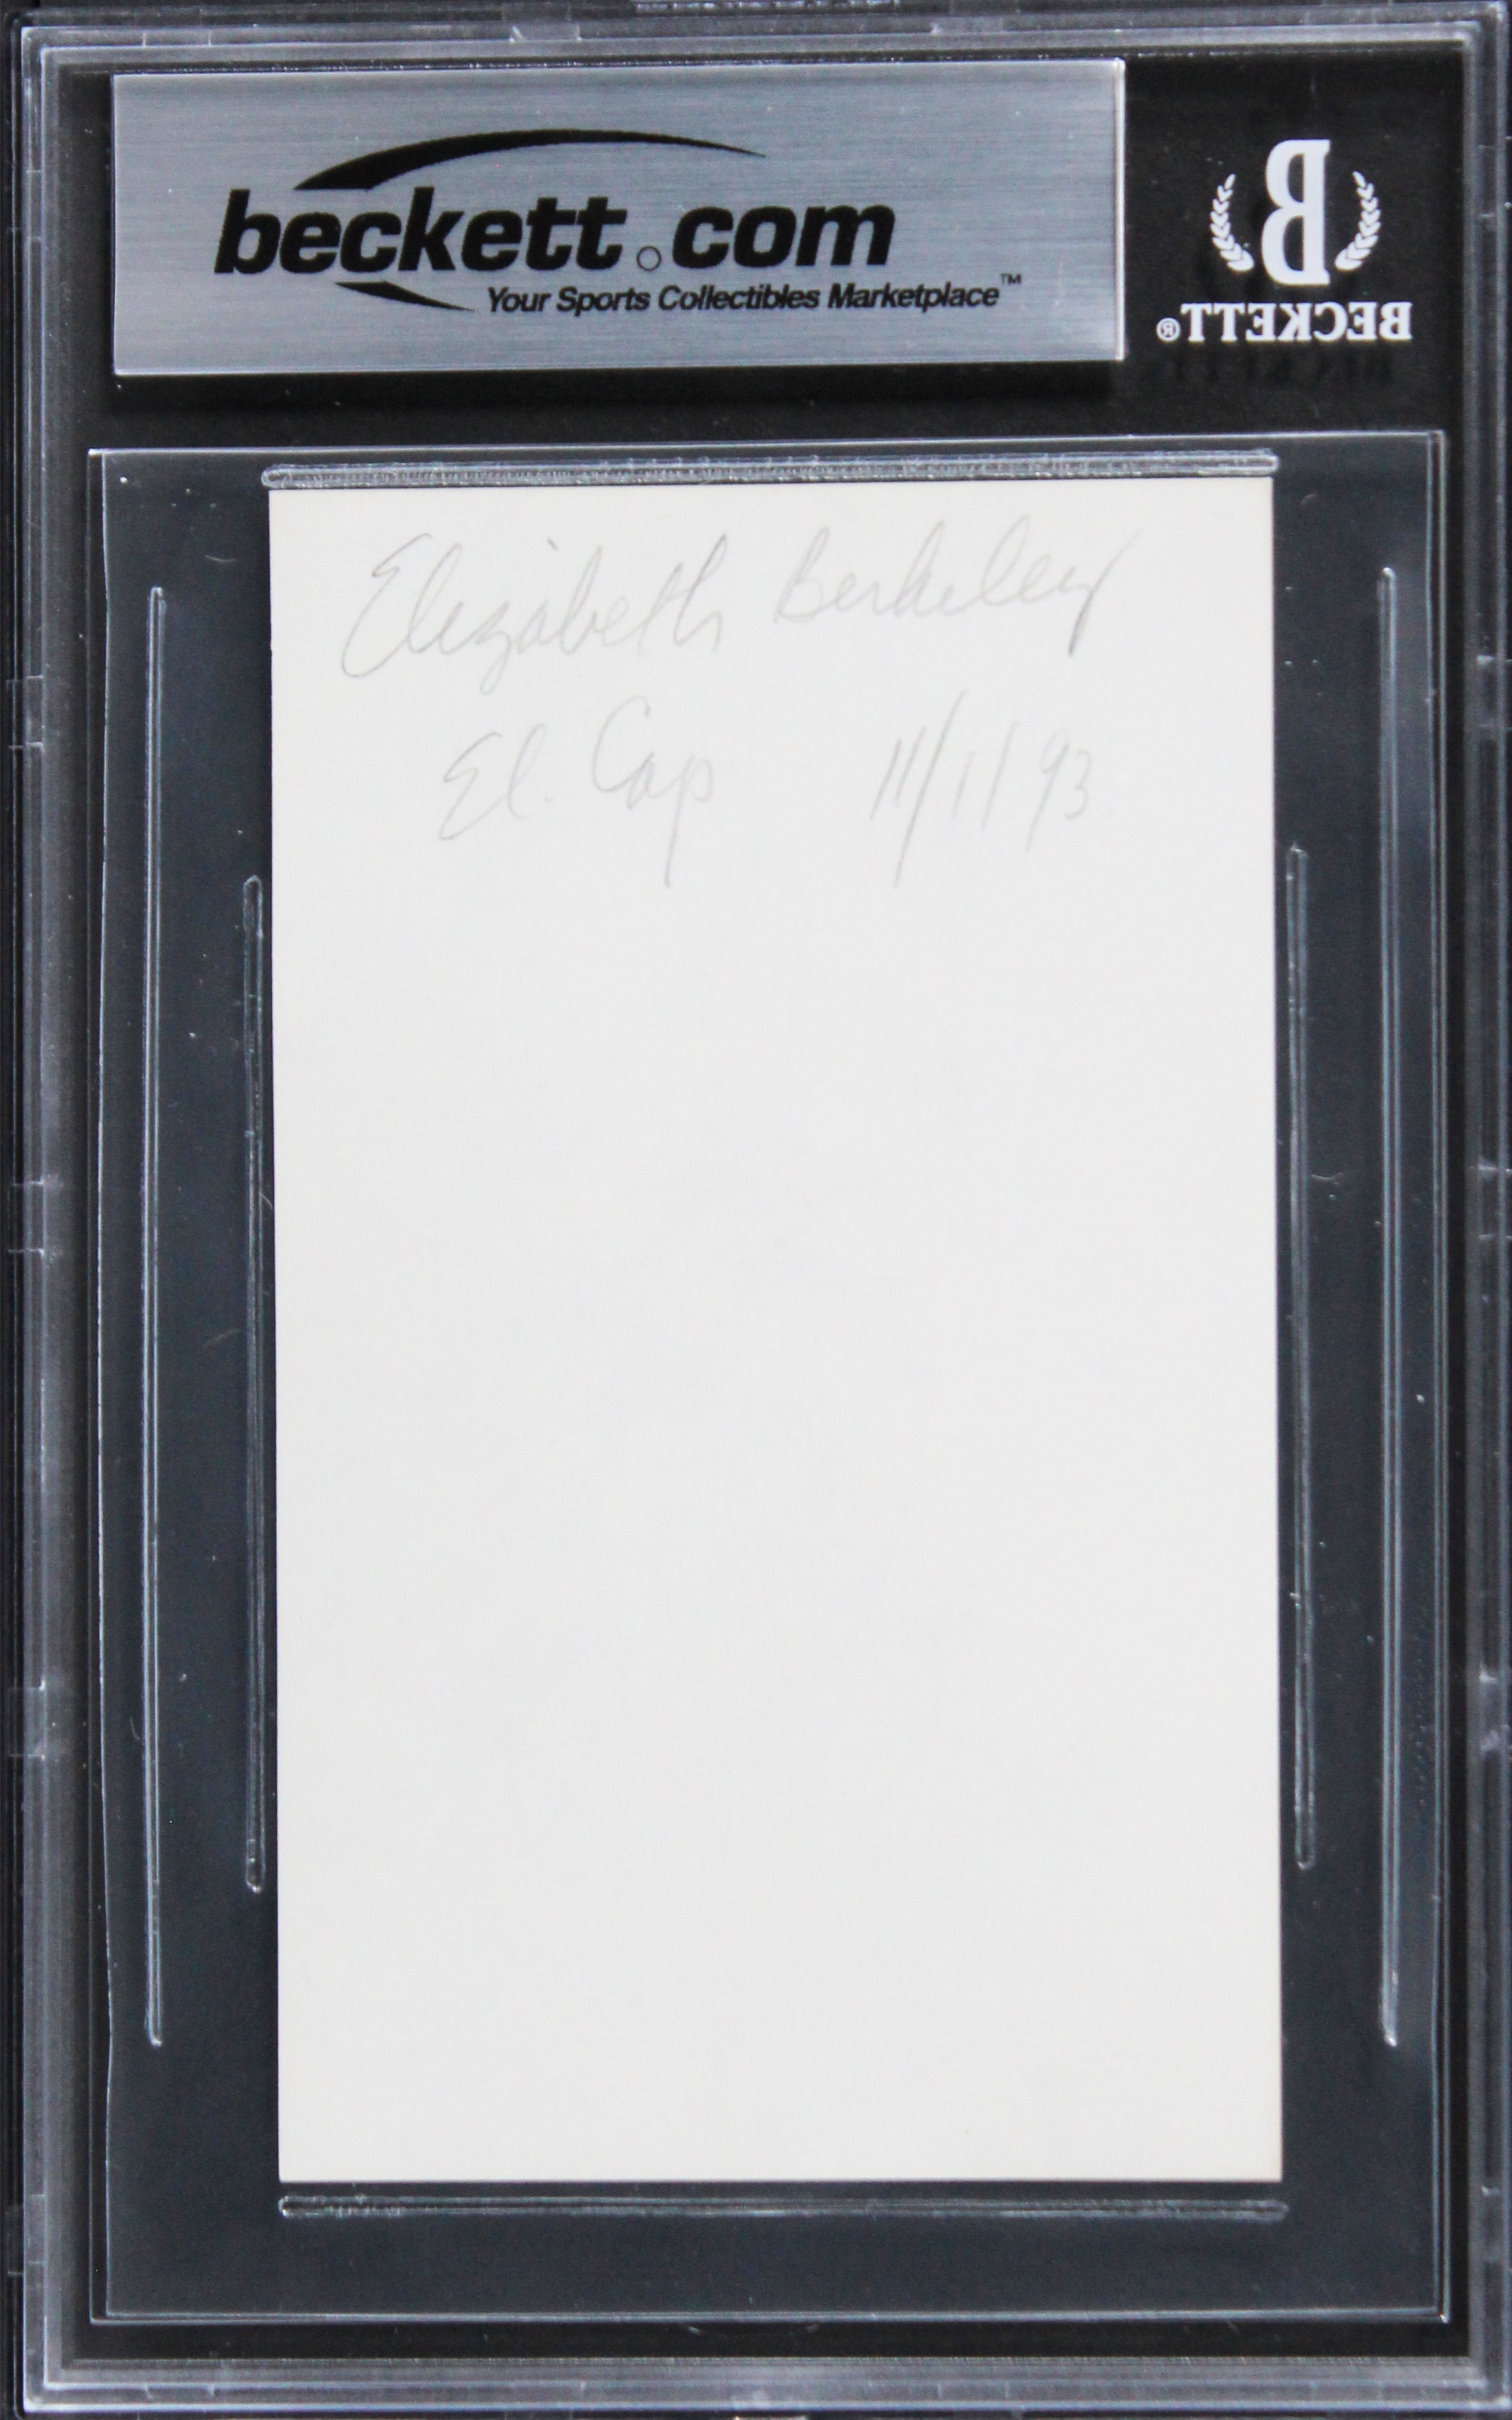 beckett.com
Your Sports Collectibles Marketplace™
B
BECKETT®
Elizabeth Berkeley
El. Cap 11/1/93